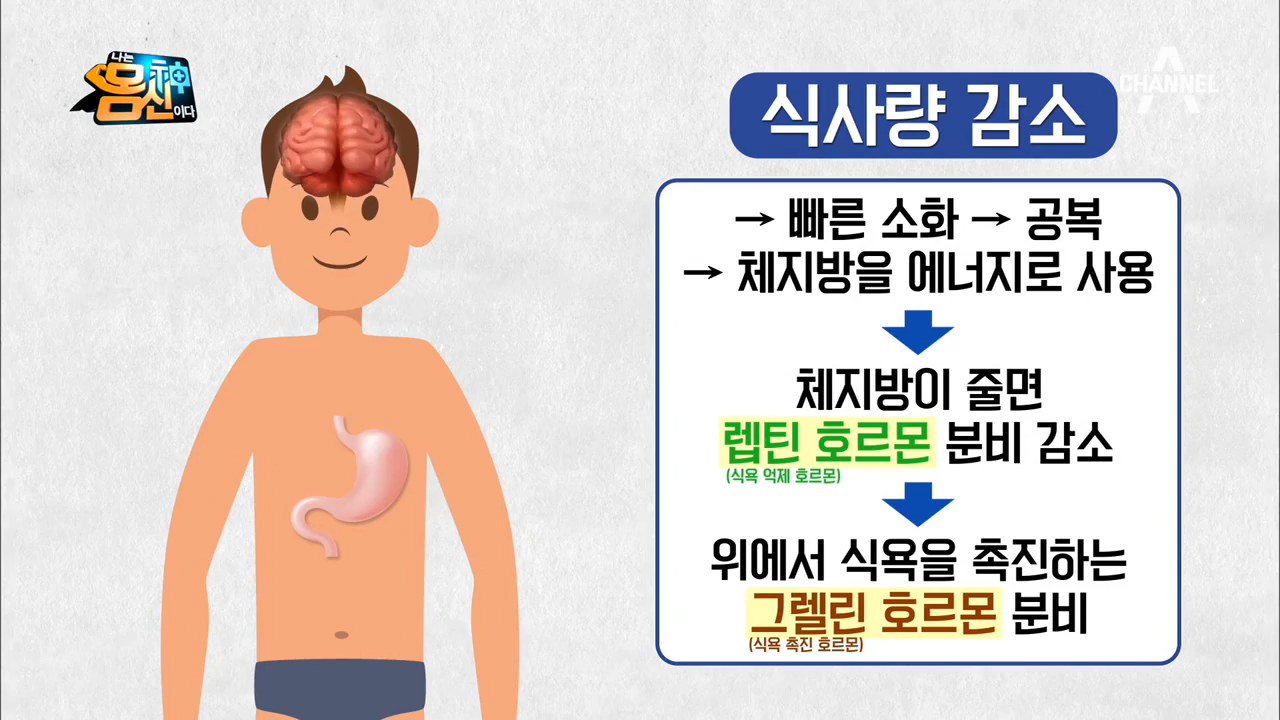 나는
몸神신이다
CHANNEL A
식사량 감소
→ 빠른 소화 → 공복
→ 체지방을 에너지로 사용
체지방이 줄면
렙틴 호르몬 분비 감소
(식욕 억제 호르몬)
위에서 식욕을 촉진하는
그렐린 호르몬 분비
(식욕 촉진 호르몬)